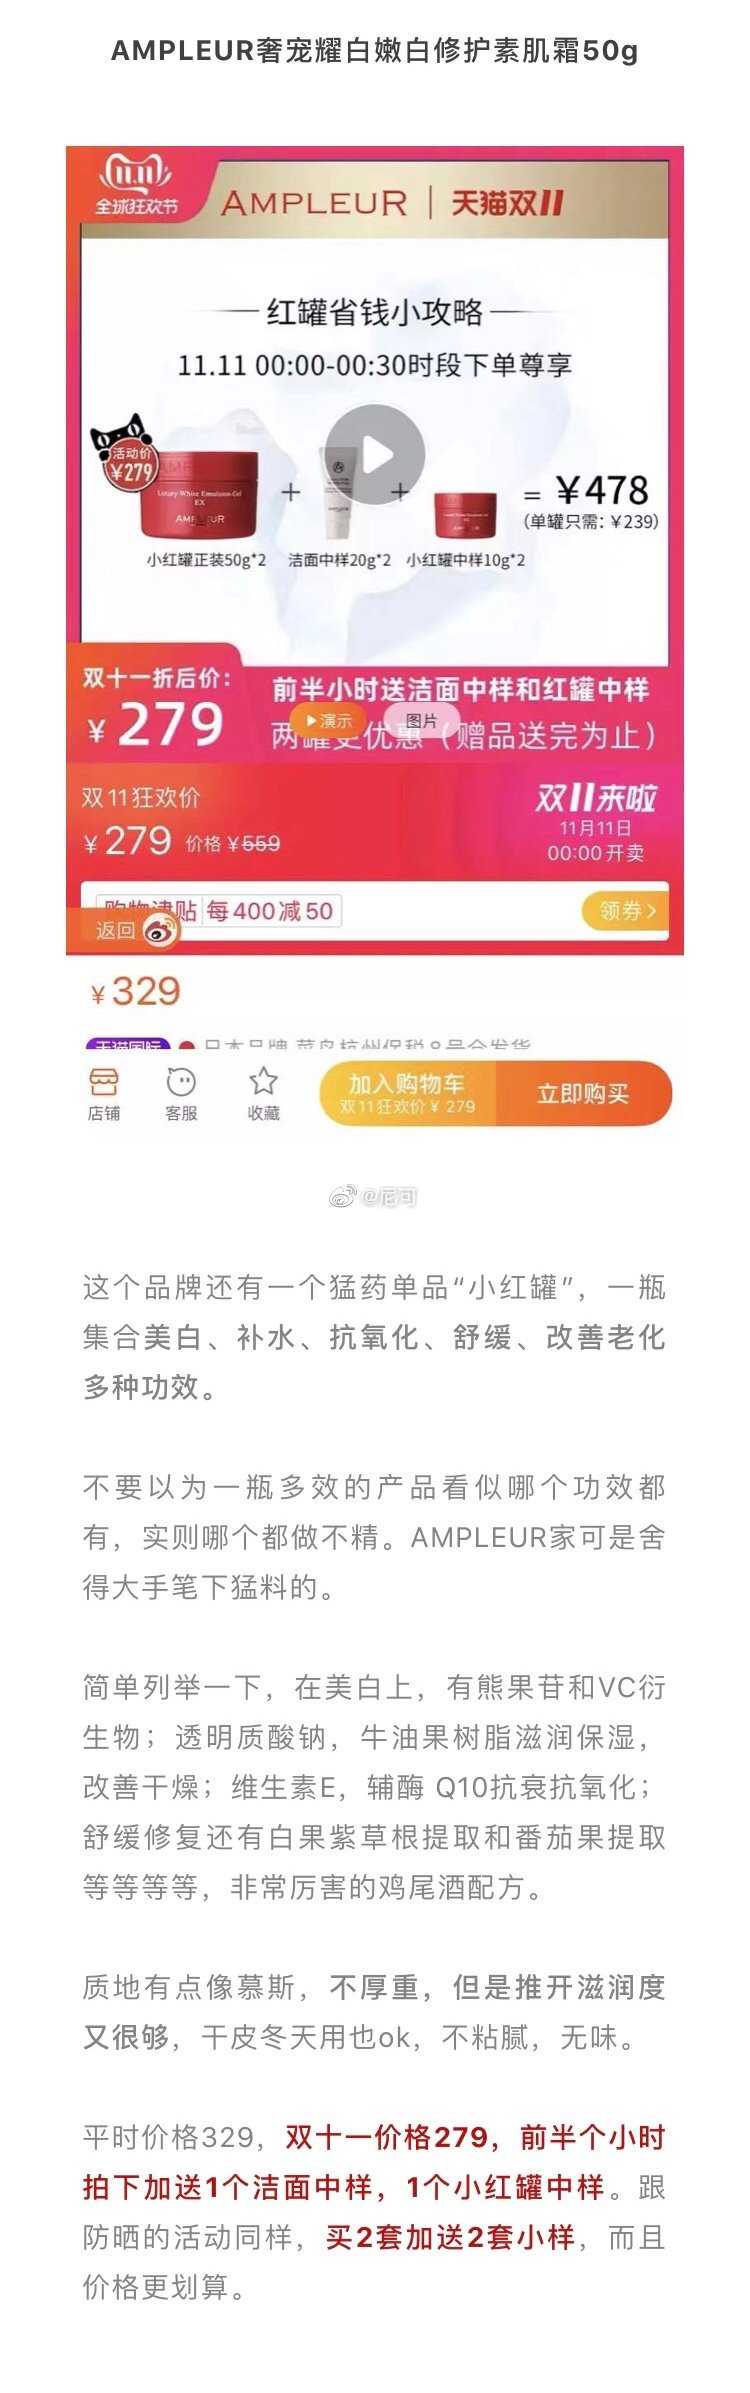 AMPLEUR奢宠耀白嫩白修护素肌霜50g
11.11
全球狂欢节
AMPLEUR | 天猫双11
红罐省钱小攻略
11.11 00:00-00:30时段下单尊享
活动价
¥279
Luxury White Emulsion-Gel
EX
AMPLEUR
+
+
= ¥478
(单罐只需: ¥239)
小红罐正装50g*2 洁面中样20g*2 小红罐中样10g*2
双十一折后价:
¥ 279
前半小时送洁面中样和红罐中样
演示
图片
两罐更优惠(赠品送完为止)
双11狂欢价
¥ 279 价格 ¥559
双11来啦
11月11日
00:00开卖
购物津贴 每400减50
领券 >
返回
¥ 329
天猫国际 日本品牌 菜鸟杭州保税8号仓发货
店铺
客服
收藏
加入购物车
双11狂欢价 ¥ 279
立即购买
@尼可
这个品牌还有一个猛药单品“小红罐”，一瓶
集合美白、补水、抗氧化、舒缓、改善老化
多种功效。
不要以为一瓶多效的产品看似哪个功效都
有，实则哪个都做不精。AMPLEUR家可是舍
得大手笔下猛料的。
简单列举一下，在美白上，有熊果苷和VC衍
生物；透明质酸钠，牛油果树脂滋润保湿，
改善干燥；维生素E，辅酶 Q10抗衰抗氧化；
舒缓修复还有白果紫草根提取和番茄果提取
等等等等，非常厉害的鸡尾酒配方。
质地有点像慕斯，不厚重，但是推开滋润度
又很够，干皮冬天用也ok，不粘腻，无味。
平时价格329，双十一价格279，前半个小时
拍下加送1个洁面中样，1个小红罐中样。跟
防晒的活动同样，买2套加送2套小样，而且
价格更划算。